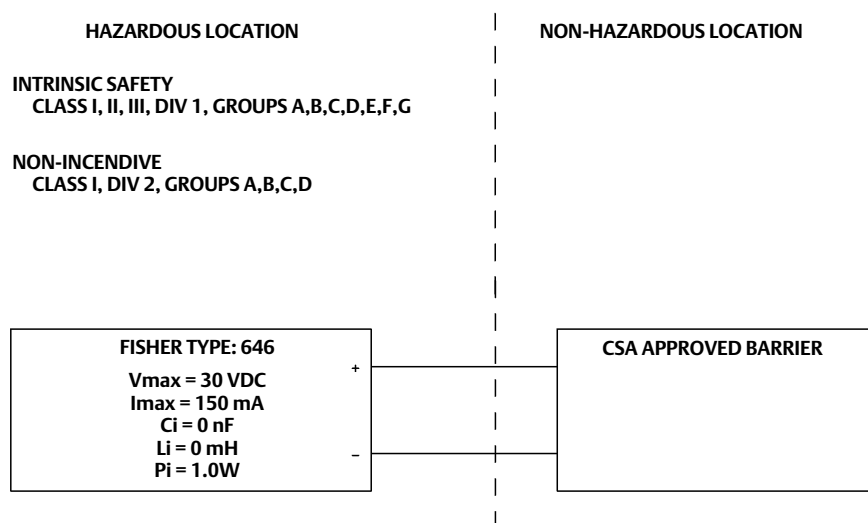 HAZARDOUS LOCATION
NON-HAZARDOUS LOCATION
INTRINSIC SAFETY
CLASS I, II, III, DIV 1, GROUPS A,B,C,D,E,F,G
NON-INCENDIVE
CLASS I, DIV 2, GROUPS A,B,C,D
FISHER TYPE: 646
Vmax = 30 VDC
Imax = 150 mA
Ci = 0 nF
Li = 0 mH
Pi = 1.0W
+
−
CSA APPROVED BARRIER